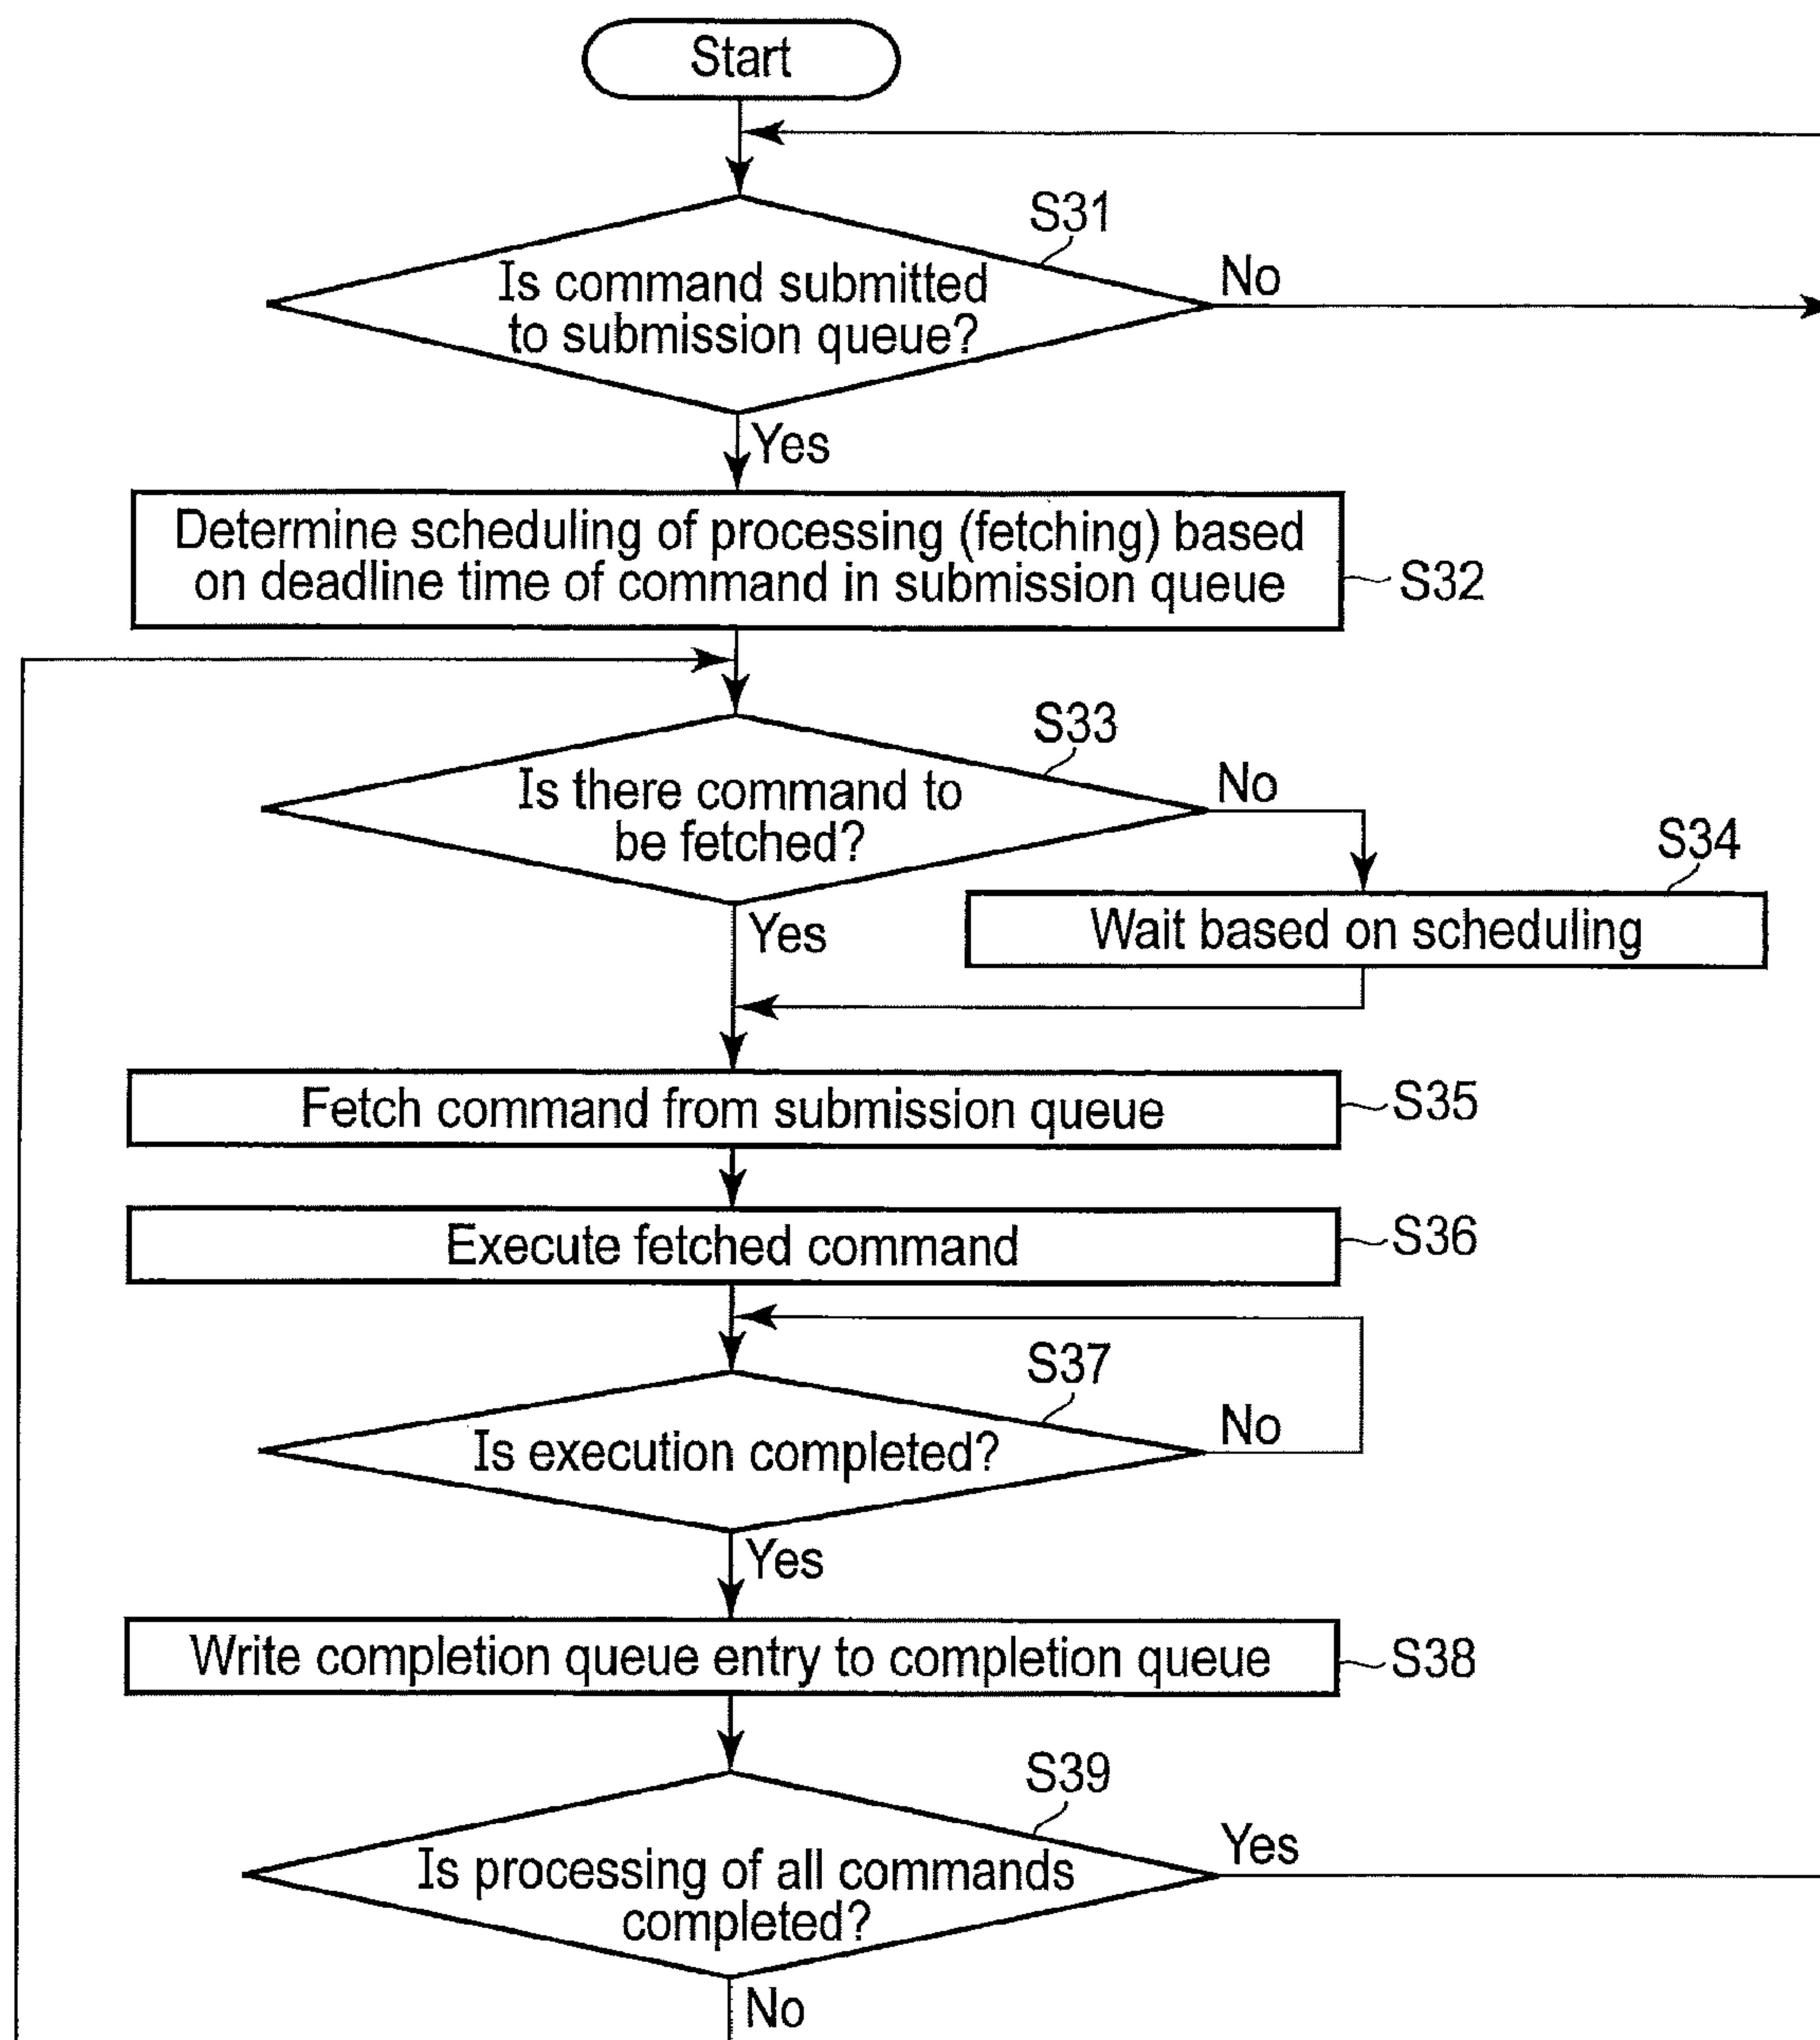 Start
S31
Is command submitted
to submission queue?
No
Yes
Determine scheduling of processing (fetching) based
on deadline time of command in submission queue
S32
S33
Is there command to
be fetched?
No
S34
Yes
Wait based on scheduling
Fetch command from submission queue
S35
Execute fetched command
S36
S37
Is execution completed?
No
Yes
Write completion queue entry to completion queue
S38
S39
Is processing of all commands
completed?
Yes
No